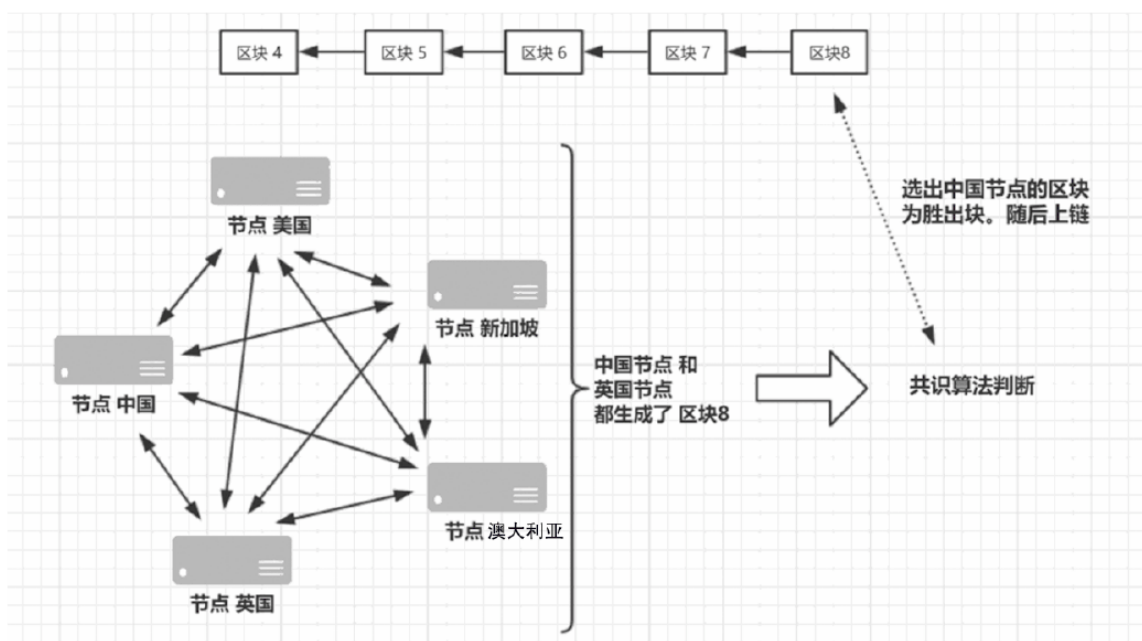 区块 4
区块 5
区块 6
区块 7
区块8
选出中国节点的区块
为胜出块。随后上链
节点 美国
节点 新加坡
节点 中国
中国节点 和
英国节点
都生成了 区块8
共识算法判断
节点 澳大利亚
节点 英国